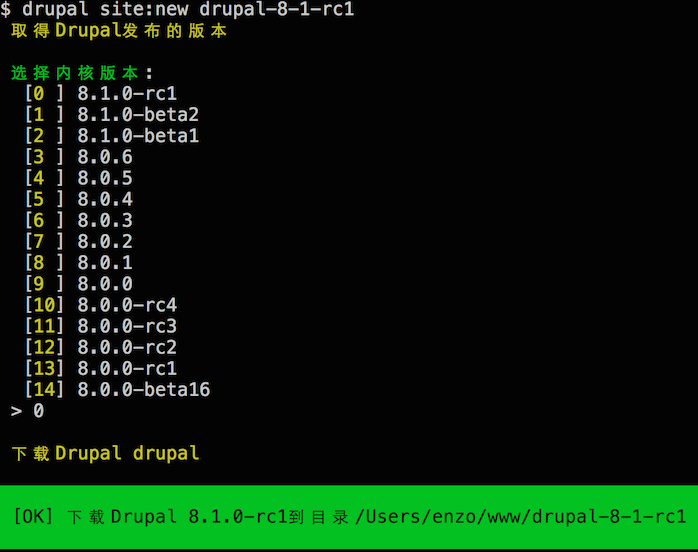 $ drupal site:new drupal-8-1-rc1
取得Drupal发布的版本
选择内核版本:
[0 ] 8.1.0-rc1
[1 ] 8.1.0-beta2
[2 ] 8.1.0-beta1
[3 ] 8.0.6
[4 ] 8.0.5
[5 ] 8.0.4
[6 ] 8.0.3
[7 ] 8.0.2
[8 ] 8.0.1
[9 ] 8.0.0
[10] 8.0.0-rc4
[11] 8.0.0-rc3
[12] 8.0.0-rc2
[13] 8.0.0-rc1
[14] 8.0.0-beta16
> 0
下载Drupal drupal
[OK] 下载Drupal 8.1.0-rc1到目录/Users/enzo/www/drupal-8-1-rc1